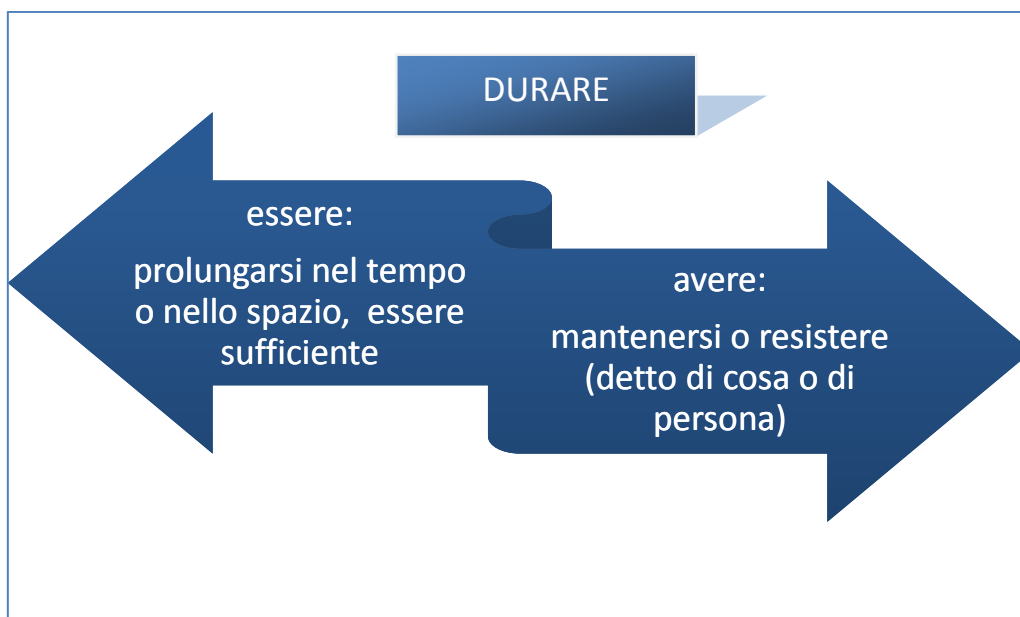 DURARE
essere:
prolungarsi nel tempo
o nello spazio,  essere
sufficiente
avere:
mantenersi o resistere
(detto di cosa o di
persona)